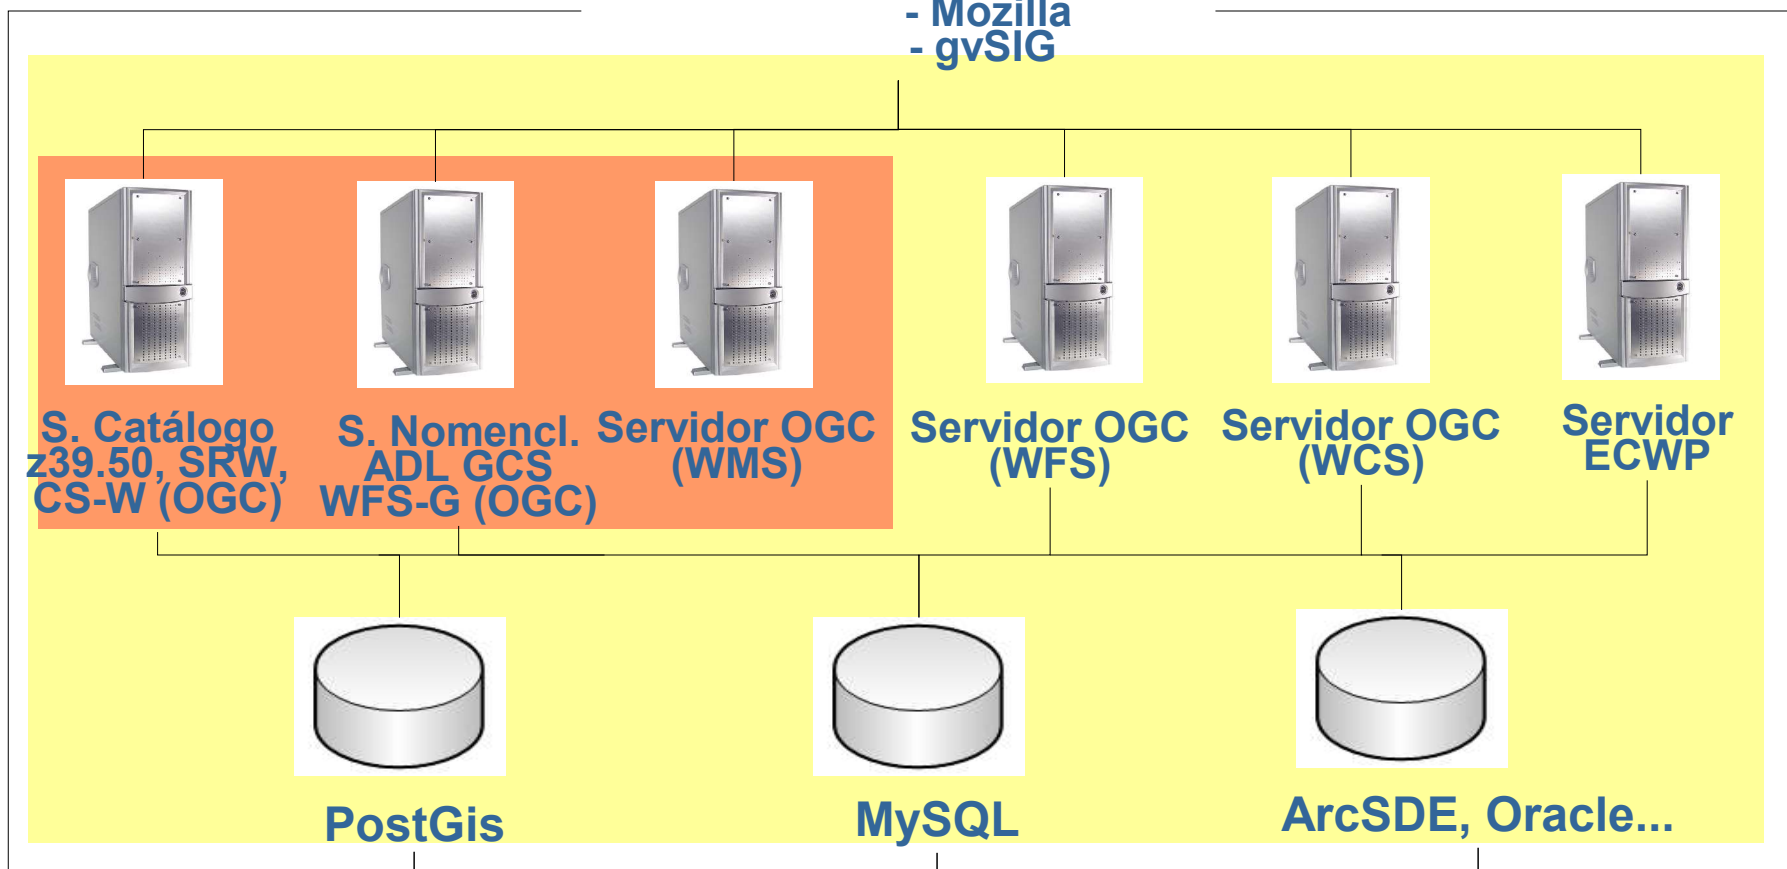 - Mozilla
- gvSIG
S. Catálogo
z39.50, SRW,
CS-W (OGC)
S. Nomencl.
ADL GCS
WFS-G (OGC)
Servidor OGC
(WMS)
Servidor OGC
(WFS)
Servidor OGC
(WCS)
Servidor
ECWP
PostGis
MySQL
ArcSDE, Oracle...